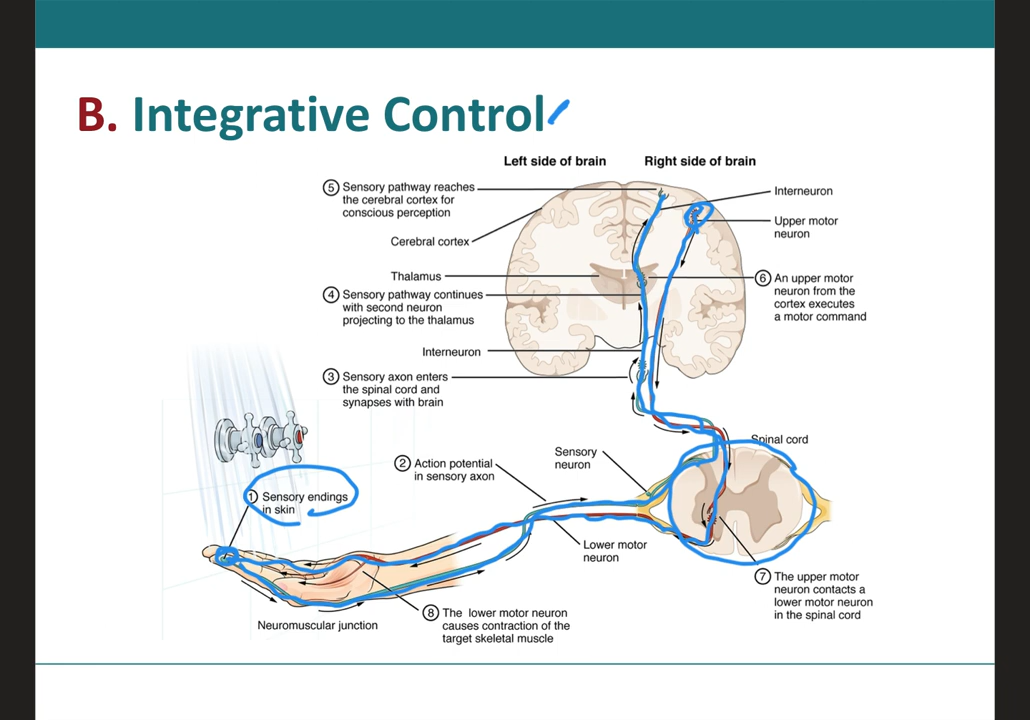 B. Integrative Control
Left side of brain
Right side of brain
5 Sensory pathway reaches
the cerebral cortex for
conscious perception
Interneuron
Upper motor
neuron
Cerebral cortex
Thalamus
6 An upper motor
neuron from the
cortex executes
a motor command
4 Sensory pathway continues
with second neuron
projecting to the thalamus
Interneuron
3 Sensory axon enters
the spinal cord and
synapses with brain
Spinal cord
Sensory
neuron
2 Action potential
in sensory axon
1 Sensory endings
in skin
Lower motor
neuron
7 The upper motor
neuron contacts a
lower motor neuron
in the spinal cord
8 The lower motor neuron
causes contraction of the
target skeletal muscle
Neuromuscular junction